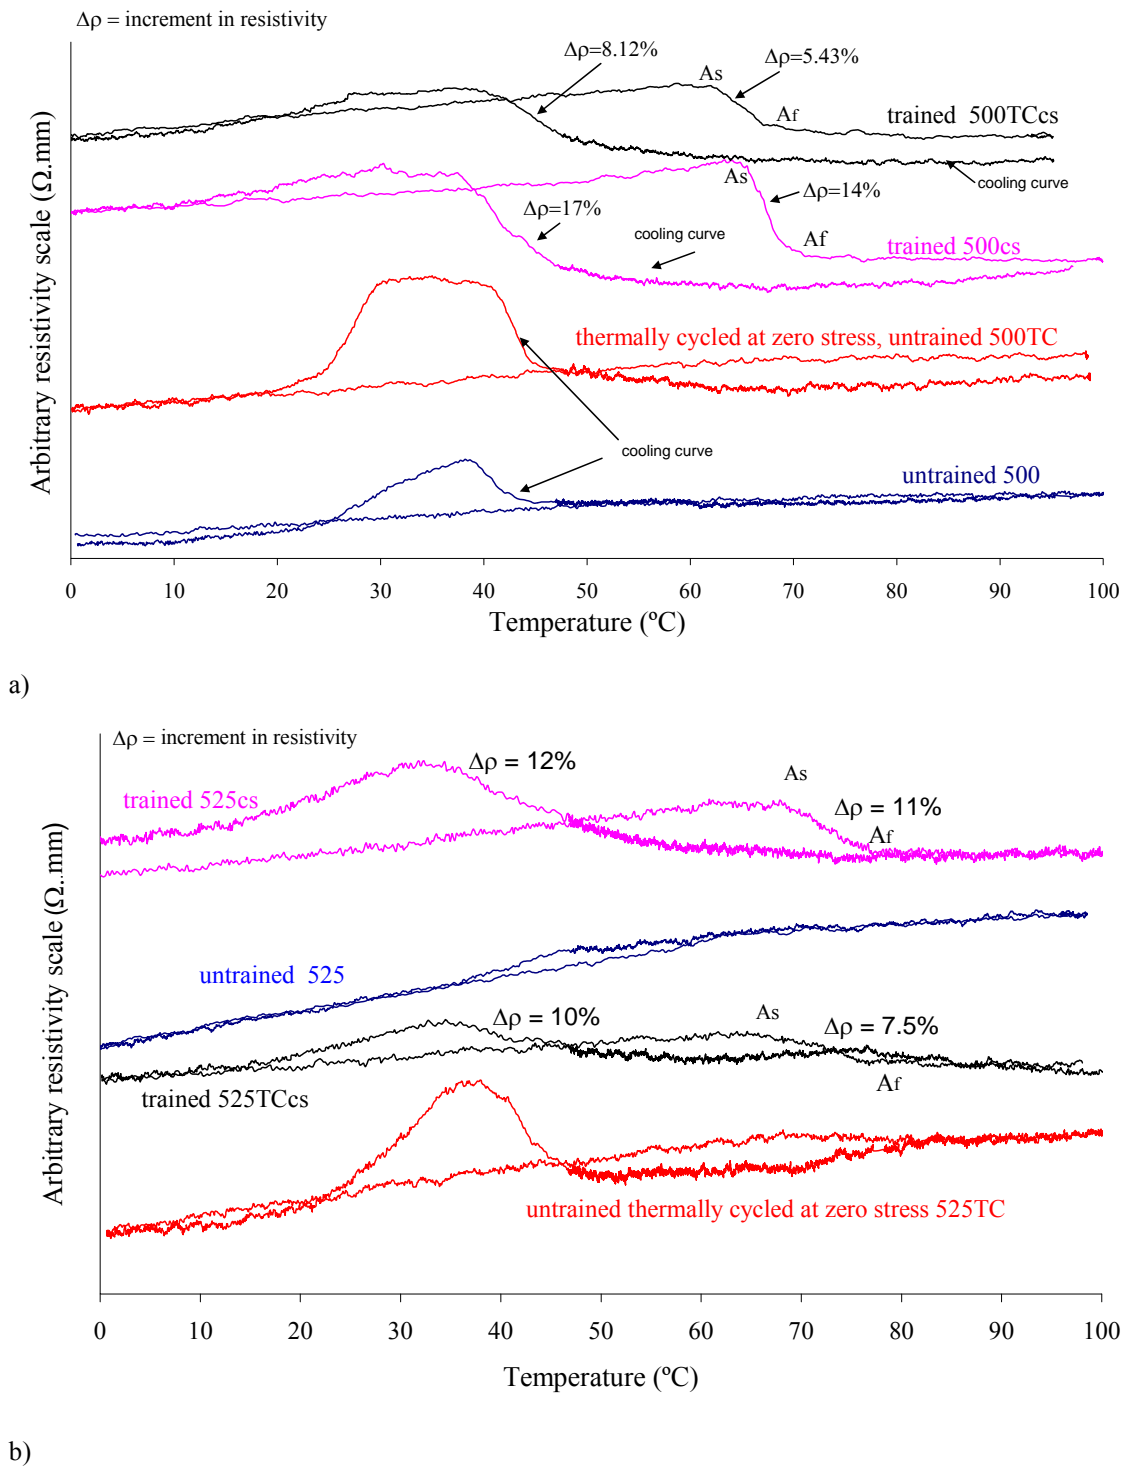 Δρ = increment in resistivity
Δρ=8.12%
As
Δρ=5.43%
Af
trained 500TCcs
cooling curve
As
Δρ=14%
Δρ=17%
cooling curve
Af
trained 500cs
thermally cycled at zero stress, untrained 500TC
cooling curve
untrained 500
Arbitrary resistivity scale (Ω.mm)
0 10 20 30 40 50 60 70 80 90 100
Temperature (ºC)
a)
Δρ = increment in resistivity
Δρ = 12%
As
trained 525cs
Δρ = 11%
Af
untrained 525
Δρ = 10%
As
Δρ = 7.5%
Af
trained 525TCcs
untrained thermally cycled at zero stress 525TC
Arbitrary resistivity scale (Ω..mm)
0 10 20 30 40 50 60 70 80 90 100
Temperature (ºC)
b)